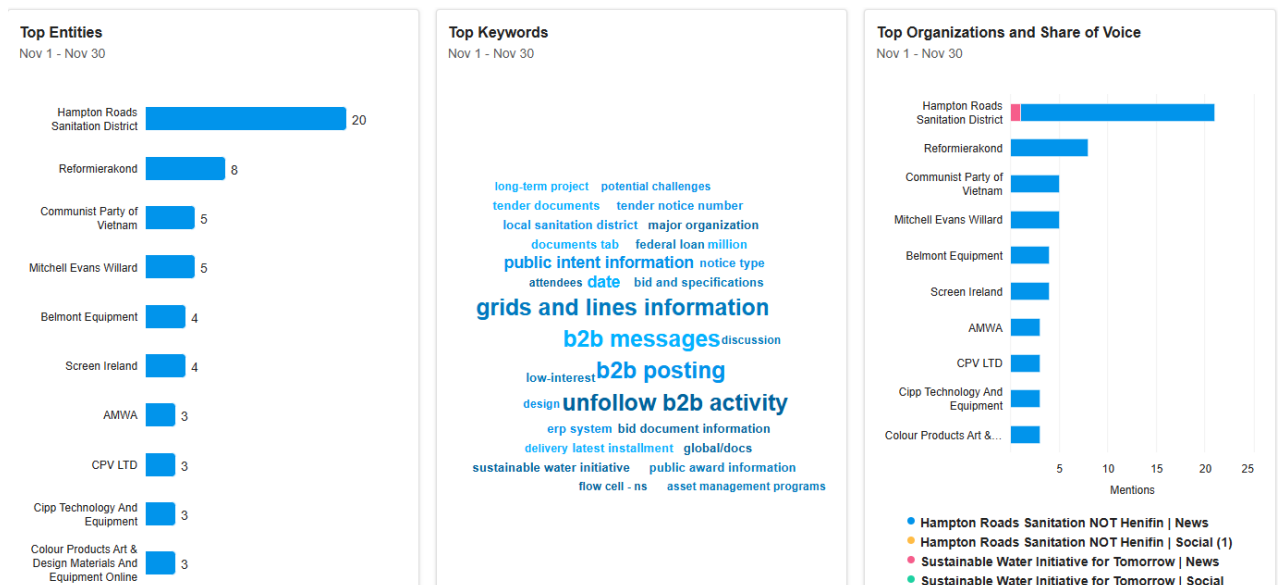 Top Entities
Nov 1 - Nov 30
Hampton Roads
Sanitation District
20
Reformierakond
8
Communist Party of
Vietnam
5
Mitchell Evans Willard
5
Belmont Equipment
4
Screen Ireland
4
AMWA
3
CPV LTD
3
Cipp Technology And
Equipment
3
Colour Products Art &
Design Materials And
Equipment Online
3
Top Keywords
Nov 1 - Nov 30
long-term project potential challenges
tender documents tender notice number
local sanitation district major organization
documents tab federal loan million
public intent information notice type
attendees date bid and specifications
grids and lines information
b2b messages discussion
low-interest b2b posting
design unfollow b2b activity
erp system bid document information
delivery latest installment global/docs
sustainable water initiative public award information
flow cell - ns asset management programs
Top Organizations and Share of Voice
Nov 1 - Nov 30
Hampton Roads
Sanitation District
Reformierakond
Communist Party of
Vietnam
Mitchell Evans Willard
Belmont Equipment
Screen Ireland
AMWA
CPV LTD
Cipp Technology And
Equipment
Colour Products Art &...
5 10 15 20 25
Mentions
Hampton Roads Sanitation NOT Henifin | News
Hampton Roads Sanitation NOT Henifin | Social (1)
Sustainable Water Initiative for Tomorrow | News
Sustainable Water Initiative for Tomorrow | Social